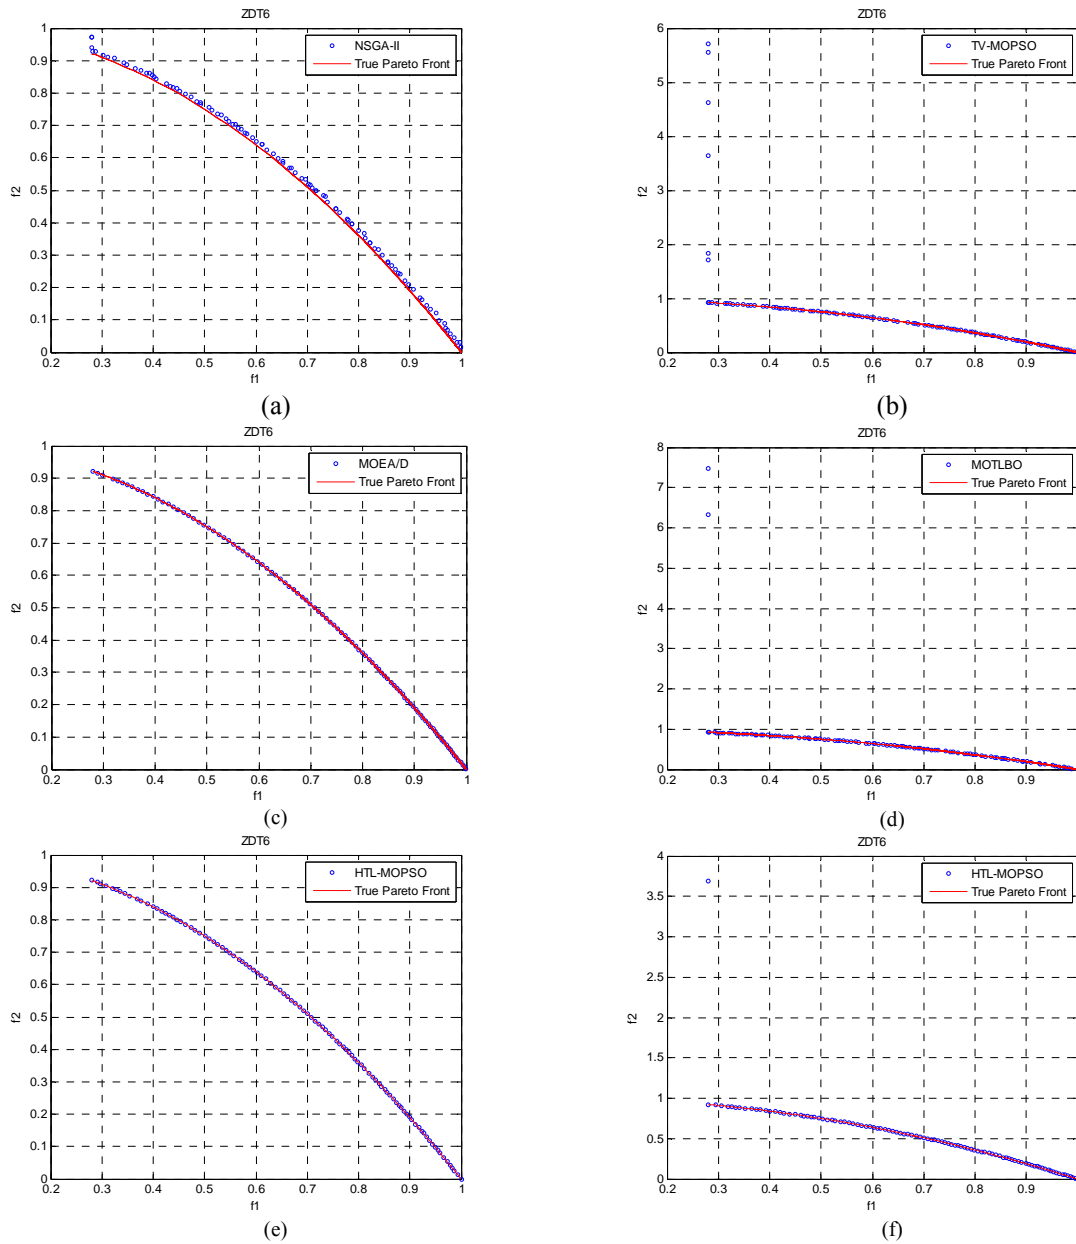 ZDT6
1
0.9
0.8
0.7
0.6
0.5
0.4
0.3
0.2
0.1
0
f2
NSGA-II
True Pareto Front
0.2 0.3 0.4 0.5 0.6 0.7 0.8 0.9 1
f1
(a)
ZDT6
6
5
4
3
2
1
0
f2
TV-MOPSO
True Pareto Front
0.2 0.3 0.4 0.5 0.6 0.7 0.8 0.9
f1
(b)
ZDT6
1
0.9
0.8
0.7
0.6
0.5
0.4
0.3
0.2
0.1
0
f2
MOEA/D
True Pareto Front
0.2 0.3 0.4 0.5 0.6 0.7 0.8 0.9 1
f1
(c)
ZDT6
8
7
6
5
4
3
2
1
0
f2
MOTLBO
True Pareto Front
0.2 0.3 0.4 0.5 0.6 0.7 0.8 0.9
f1
(d)
ZDT6
1
0.9
0.8
0.7
0.6
0.5
0.4
0.3
0.2
0.1
0
f2
HTL-MOPSO
True Pareto Front
0.2 0.3 0.4 0.5 0.6 0.7 0.8 0.9 1
f1
(e)
ZDT6
4
3.5
3
2.5
2
1.5
1
0.5
0
f2
HTL-MOPSO
True Pareto Front
0.2 0.3 0.4 0.5 0.6 0.7 0.8 0.9
f1
(f)